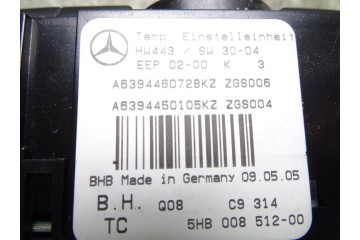 Temp. Einstelleinheit
HW443 / SW 30-04
EEP 02-00 K 3
A6394460728KZ ZGS006
A6394450105KZ ZGS004
BHB Made in Germany 09.05.05
B.H. Q08 C9 314
TC 5HB 008 512-00